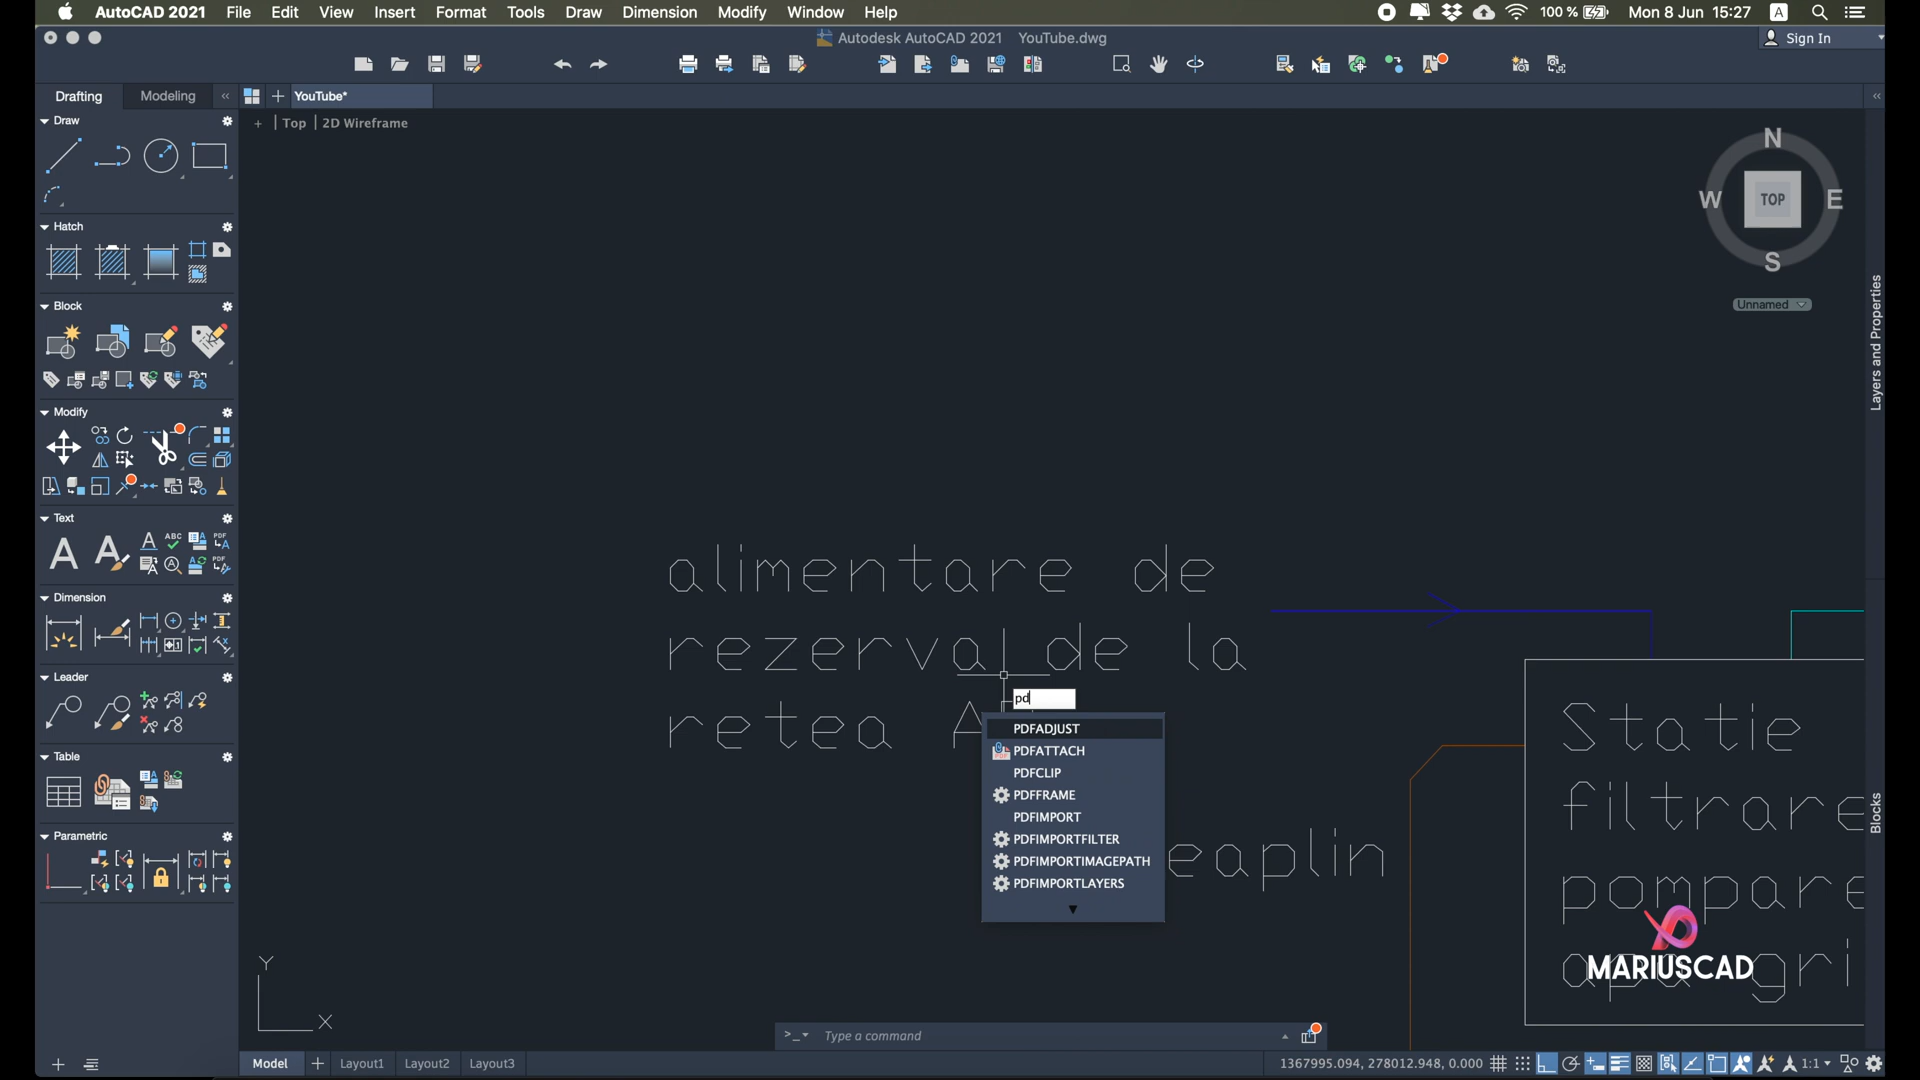 AutoCAD 2021 File Edit View Insert Format Tools Draw Dimension Modify Window Help
100 % Mon 8 Jun 15:27 A
Autodesk AutoCAD 2021 YouTube.dwg
Sign In
Drafting Modeling
YouTube*
+ | Top | 2D Wireframe
Draw
Hatch
Block
Modify
Text
Dimension
Leader
Table
Parametric
N
W TOP E
S
Unnamed
Layers and Properties
Blocks
alimentare de
rezerva de la
retea
pd
PDFADJUST
PDFATTACH
PDFCLIP
PDFFRAME
PDFIMPORT
PDFIMPORTFILTER
PDFIMPORTIMAGEPATH
PDFIMPORTLAYERS
eaplin
Statie
filtrare
pompare
apa gri
MARIUSCAD
Y
X
>_ Type a command
Model + Layout1 Layout2 Layout3
1367995.094, 278012.948, 0.000
1:1